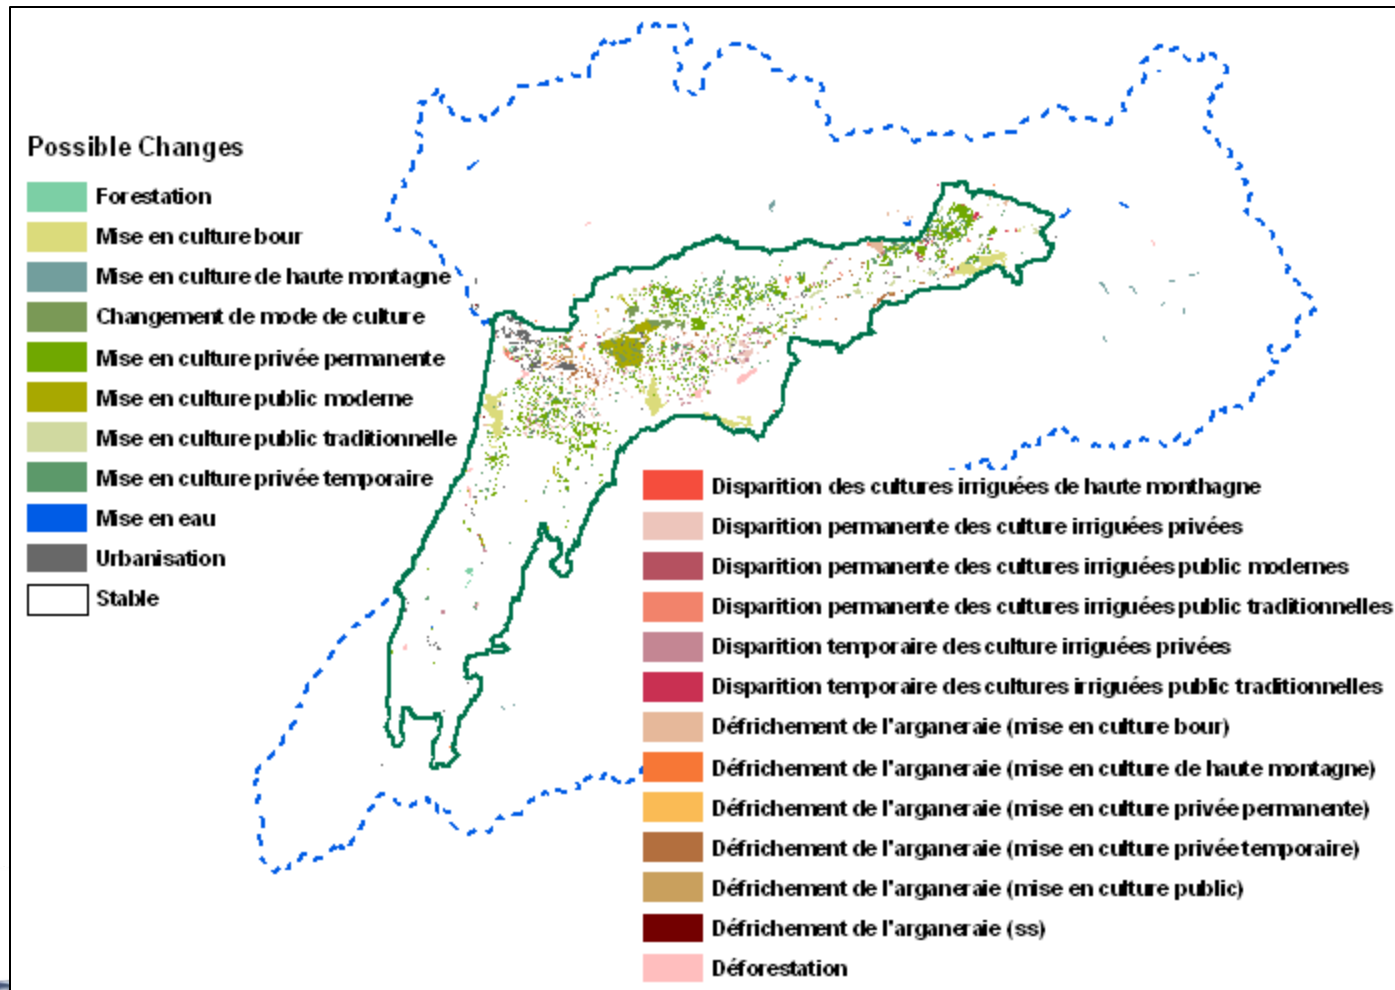 Possible Changes
Forestation
Mise en culture bour
Mise en culture de haute montagne
Changement de mode de culture
Mise en culture privée permanente
Mise en culture public moderne
Mise en culture public traditionnelle
Mise en culture privée temporaire
Mise en eau
Urbanisation
Stable
Disparition des cultures irriguées de haute monthagne
Disparition permanente des culture irriguées privées
Disparition permanente des cultures irriguées public modernes
Disparition permanente des cultures irriguées public traditionnelles
Disparition temporaire des culture irriguées privées
Disparition temporaire des cultures irriguées public traditionnelles
Défrichement de l'arganeraie (mise en culture bour)
Défrichement de l'arganeraie (mise en culture de haute montagne)
Défrichement de l'arganeraie (mise en culture privée permanente)
Défrichement de l'arganeraie (mise en culture privée temporaire)
Défrichement de l'arganeraie (mise en culture public)
Défrichement de l'arganeraie (ss)
Déforestation